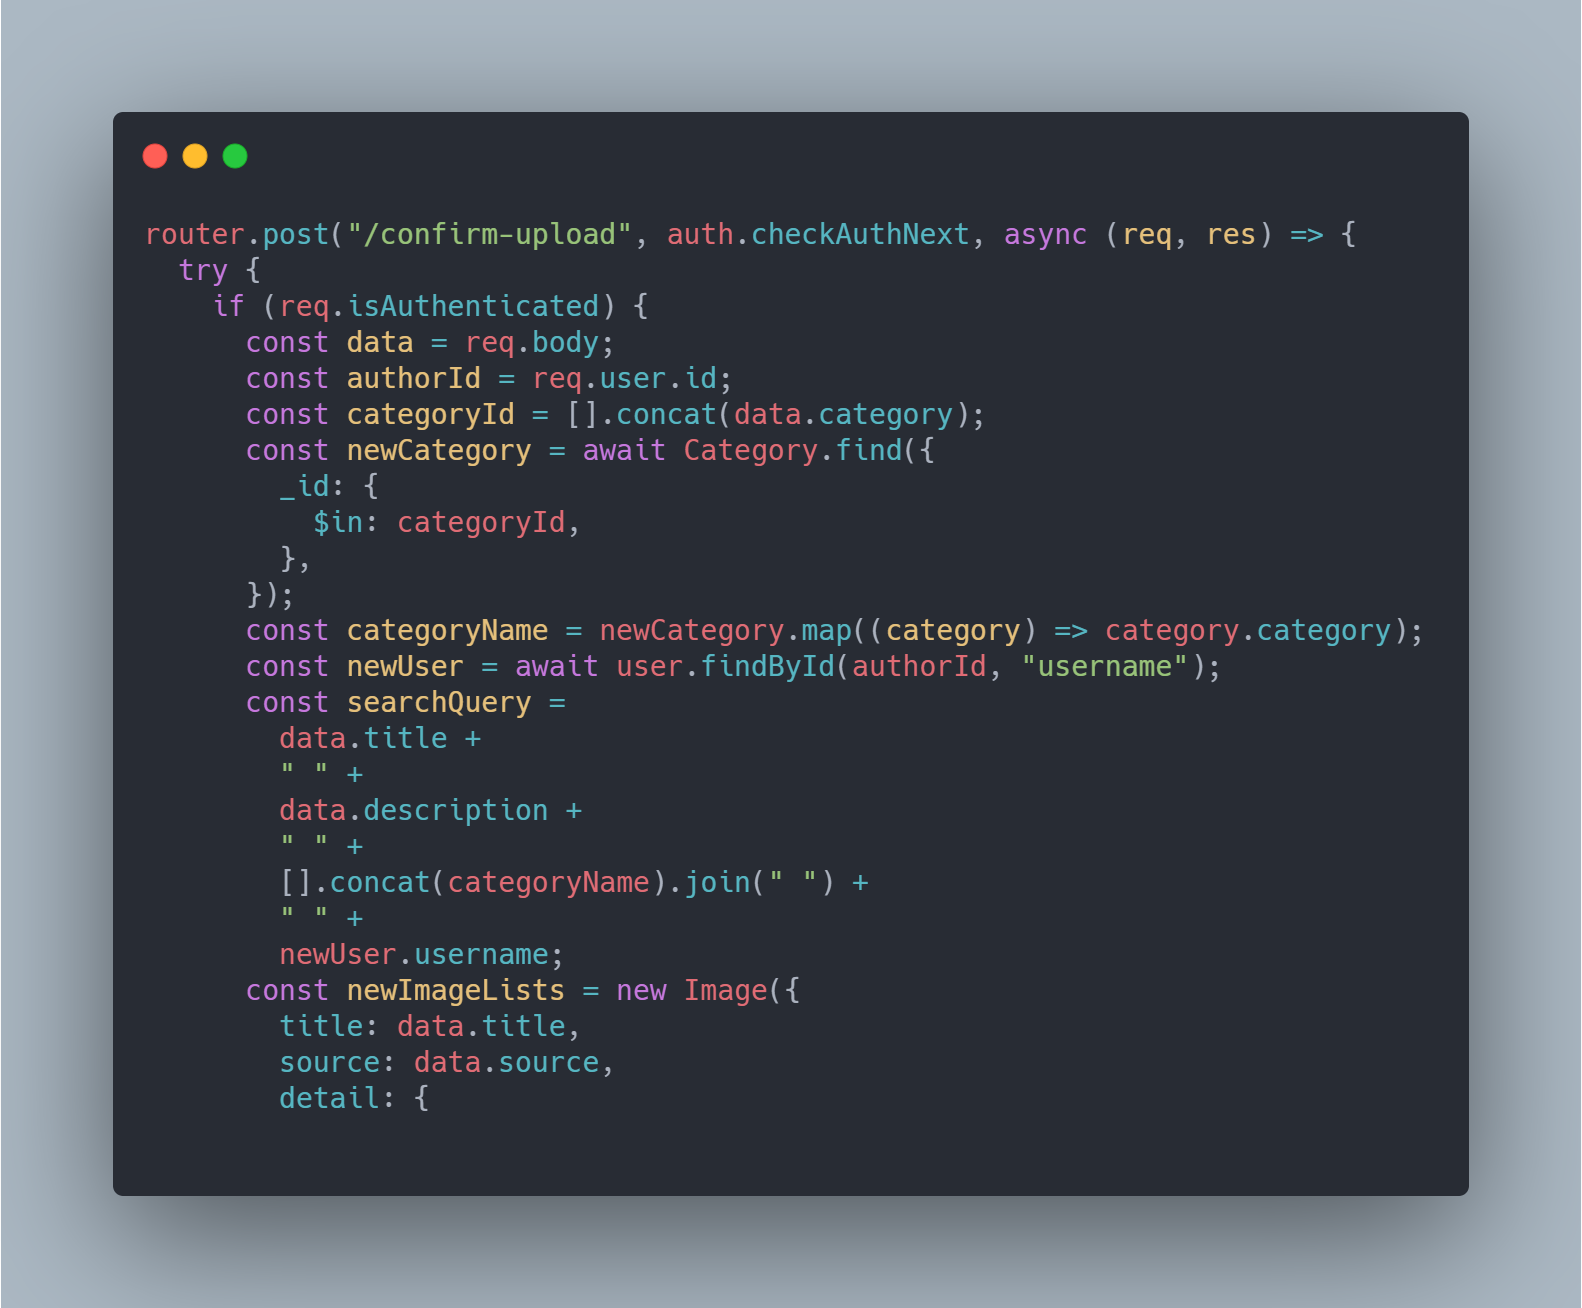 router.post("/confirm-upload", auth.checkAuthNext, async (req, res) => {
  try {
    if (req.isAuthenticated) {
      const data = req.body;
      const authorId = req.user.id;
      const categoryId = [].concat(data.category);
      const newCategory = await Category.find({
        _id: {
          $in: categoryId,
        },
      });
      const categoryName = newCategory.map((category) => category.category);
      const newUser = await user.findById(authorId, "username");
      const searchQuery =
        data.title +
        " " +
        data.description +
        " " +
        [].concat(categoryName).join(" ") +
        " " +
        newUser.username;
      const newImageLists = new Image({
        title: data.title,
        source: data.source,
        detail: {